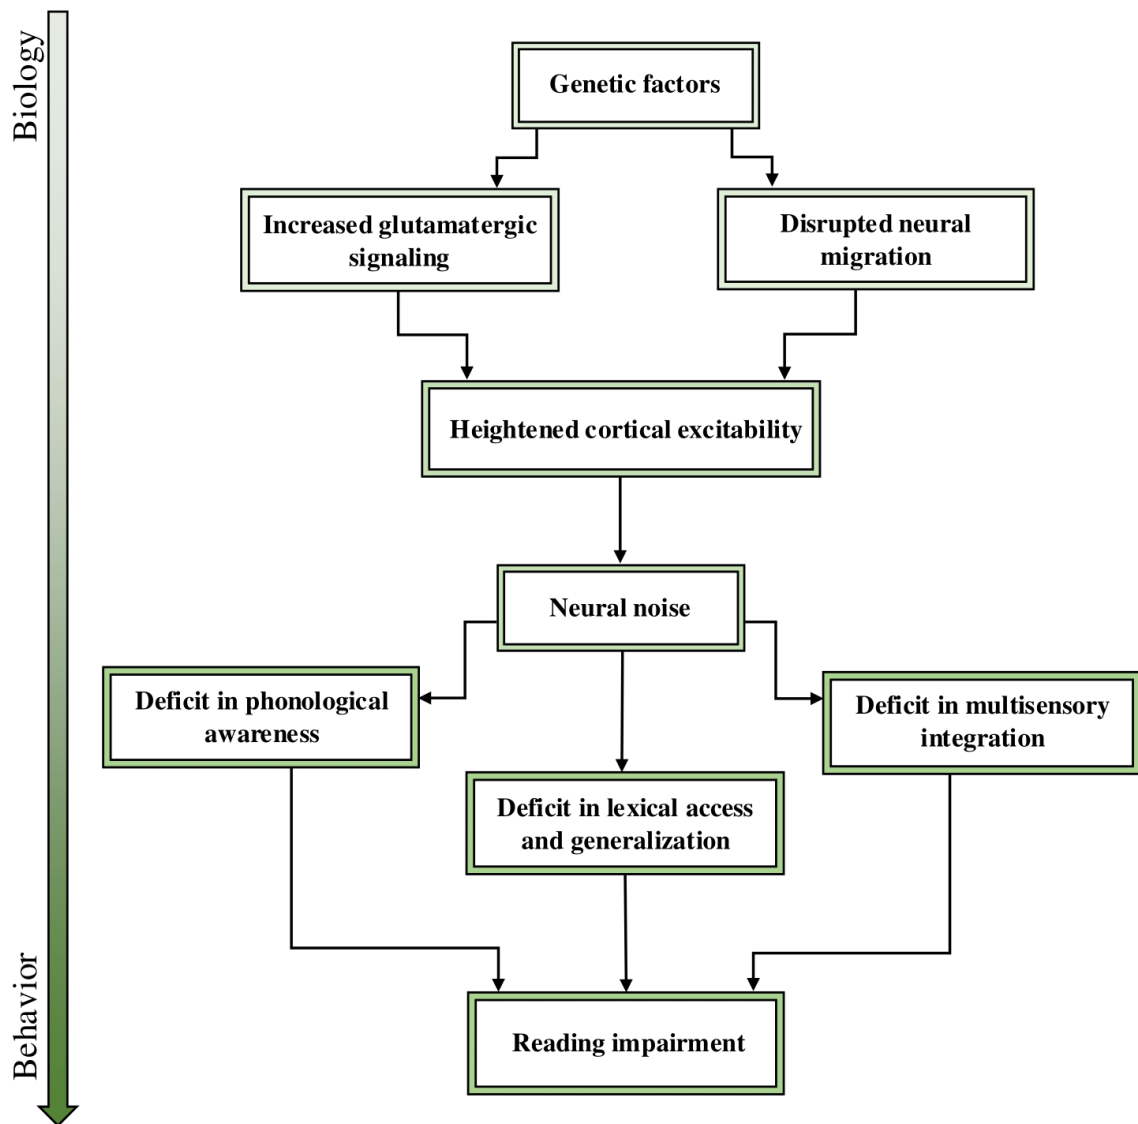 Biology
Genetic factors
Increased glutamatergic
signaling
Disrupted neural
migration
Heightened cortical excitability
Neural noise
Deficit in phonological
awareness
Deficit in multisensory
integration
Deficit in lexical access
and generalization
Behavior
Reading impairment